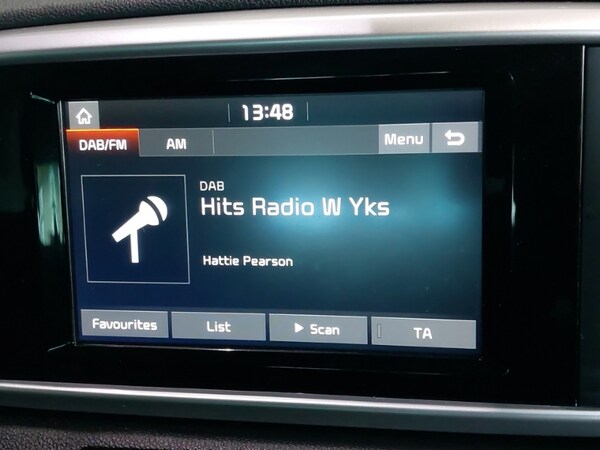 13:48
DAB/FM
AM
Menu
DAB
Hits Radio W Yks
Hattie Pearson
Favourites
List
Scan
TA